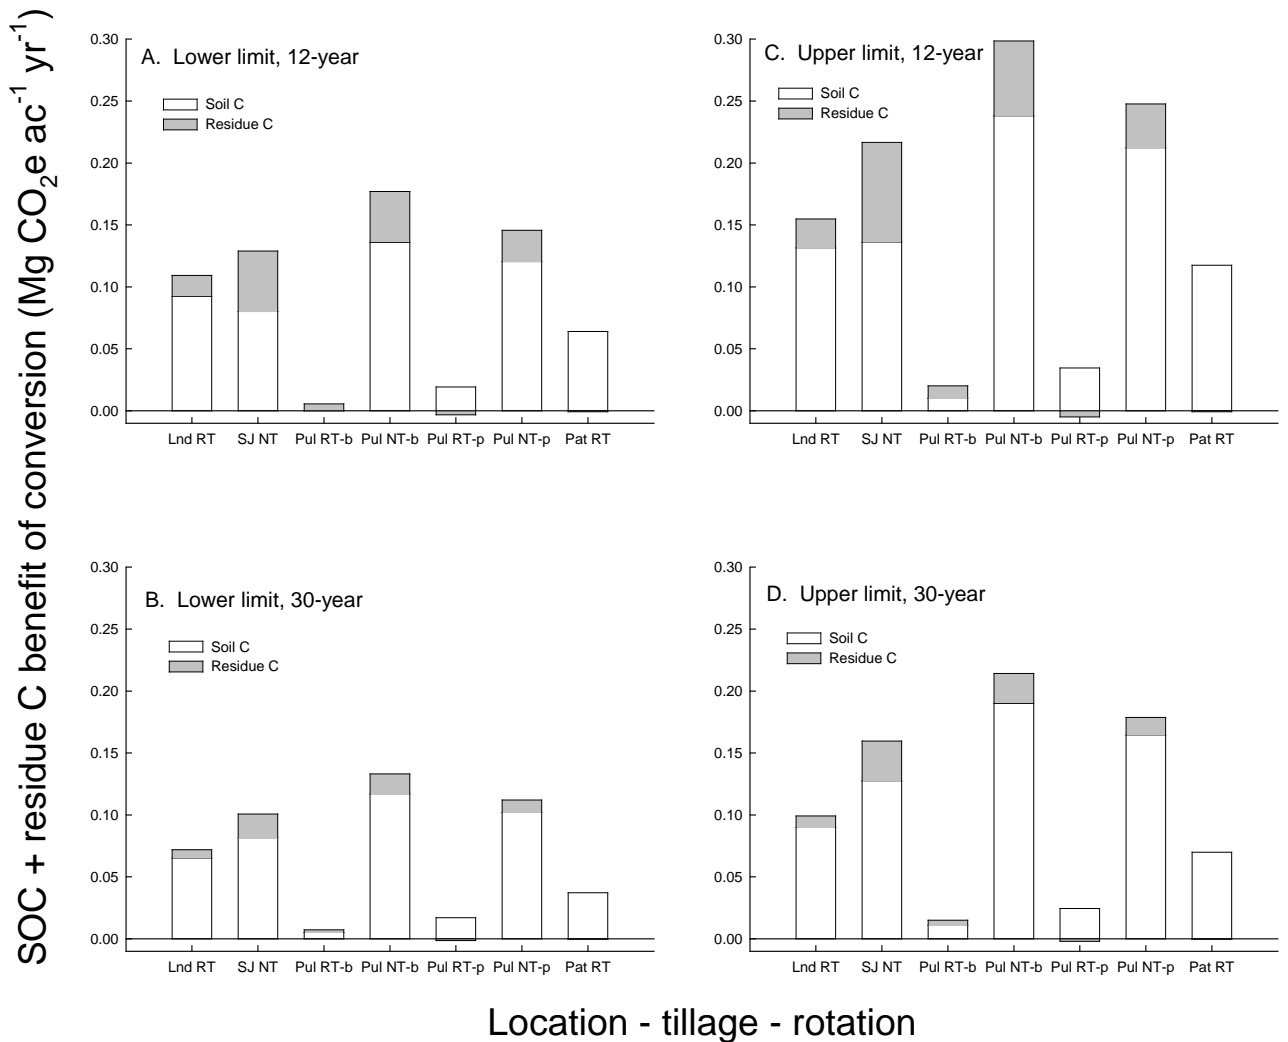 SOC + residue C benefit of conversion (Mg CO2e ac-1 yr-1)
A. Lower limit, 12-year
Soil C
Residue C
0.30
0.25
0.20
0.15
0.10
0.05
0.00
Lnd RT SJ NT Pul RT-b Pul NT-b Pul RT-p Pul NT-p Pat RT
C. Upper limit, 12-year
Soil C
Residue C
0.30
0.25
0.20
0.15
0.10
0.05
0.00
Lnd RT SJ NT Pul RT-b Pul NT-b Pul RT-p Pul NT-p Pat RT
B. Lower limit, 30-year
Soil C
Residue C
0.30
0.25
0.20
0.15
0.10
0.05
0.00
Lnd RT SJ NT Pul RT-b Pul NT-b Pul RT-p Pul NT-p Pat RT
D. Upper limit, 30-year
Soil C
Residue C
0.30
0.25
0.20
0.15
0.10
0.05
0.00
Lnd RT SJ NT Pul RT-b Pul NT-b Pul RT-p Pul NT-p Pat RT
Location - tillage - rotation